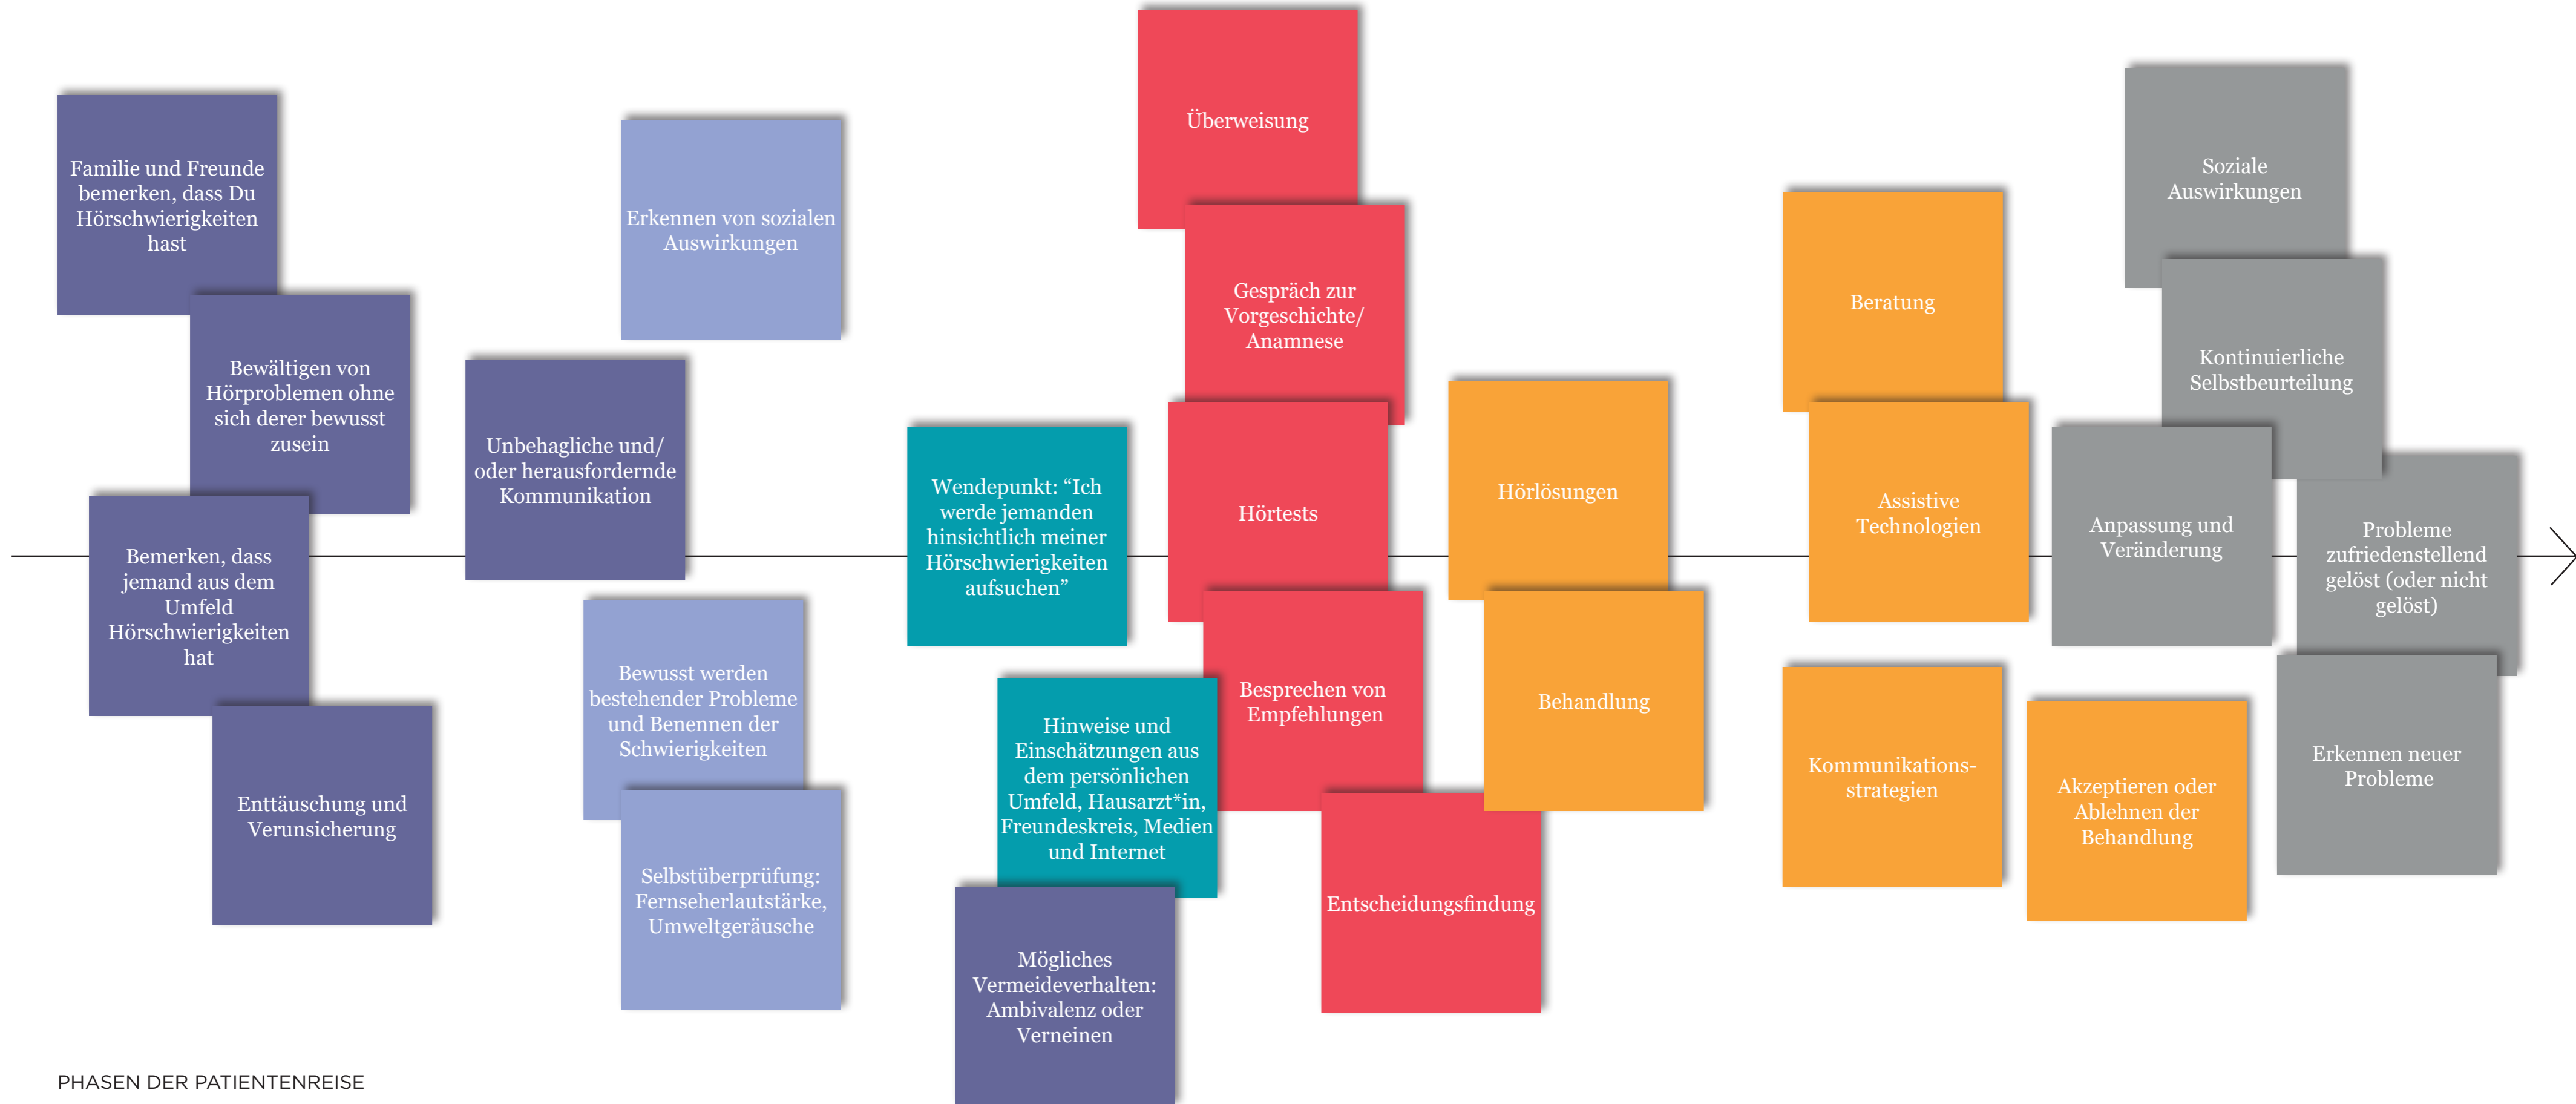 Familie und Freunde
bemerken, dass Du
Hörschwierigkeiten
hast
Bewältigen von
Hörproblemen ohne
sich derer bewusst
zusein
Bemerken, dass
jemand aus dem
Umfeld
Hörschwierigkeiten
hat
Enttäuschung und
Verunsicherung
Unbehagliche und/
oder herausfordernde
Kommunikation
Erkennen von sozialen
Auswirkungen
Bewusst werden
bestehender Probleme
und Benennen der
Schwierigkeiten
Selbstüberprüfung:
Fernseherlautstärke,
Umweltgeräusche
Wendepunkt: “Ich
werde jemanden
hinsichtlich meiner
Hörschwierigkeiten
aufsuchen”
Hinweise und
Einschätzungen aus
dem persönlichen
Umfeld, Hausarzt*in,
Freundeskreis, Medien
und Internet
Mögliches
Vermeideverhalten:
Ambivalenz oder
Verneinen
Überweisung
Gespräch zur
Vorgeschichte/
Anamnese
Hörtests
Besprechen von
Empfehlungen
Entscheidungsfindung
Hörlösungen
Behandlung
Beratung
Assistive
Technologien
Kommunikations-
strategien
Akzeptieren oder
Ablehnen der
Behandlung
Soziale
Auswirkungen
Kontinuierliche
Selbstbeurteilung
Anpassung und
Veränderung
Probleme
zufriedenstellend
gelöst (oder nicht
gelöst)
Erkennen neuer
Probleme
PHASEN DER PATIENTENREISE